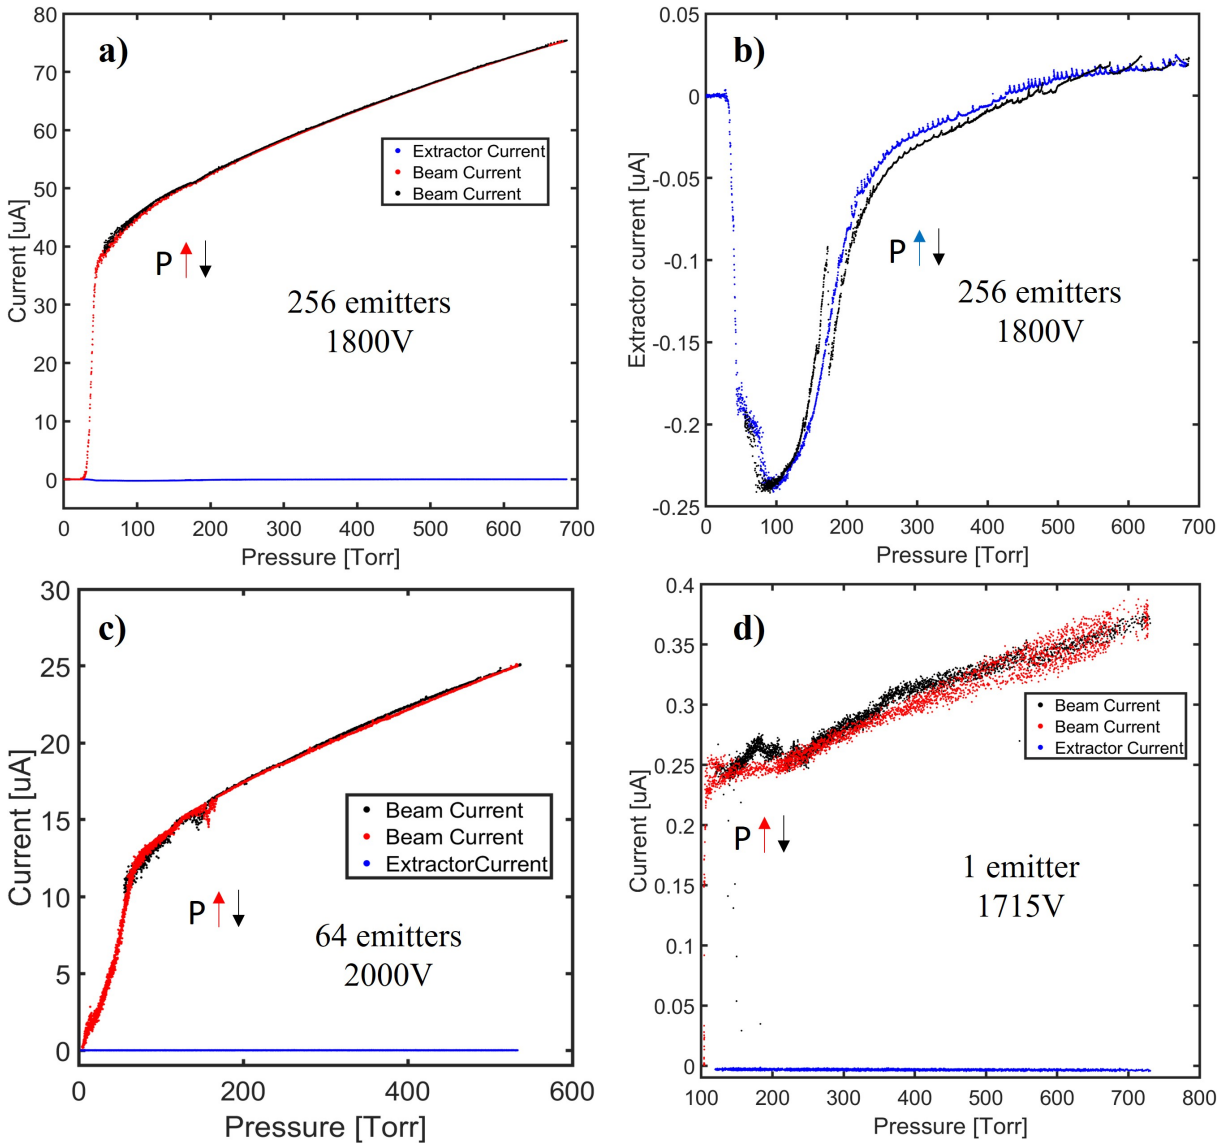 a)
80
70
60
50
40
30
20
10
0
Current [uA]
Extractor Current
Beam Current
Beam Current
P
256 emitters
1800V
0 100 200 300 400 500 600 700
Pressure [Torr]
b)
0.05
0
-0.05
-0.1
-0.15
-0.2
-0.25
Extractor current [uA]
P
256 emitters
1800V
0 100 200 300 400 500 600 700
Pressure [Torr]
c)
30
25
20
15
10
5
0
Current [uA]
Beam Current
Beam Current
ExtractorCurrent
P
64 emitters
2000V
0 200 400 600
Pressure [Torr]
d)
0.4
0.35
0.3
0.25
0.2
0.15
0.1
0.05
0
Current [uA]
Beam Current
Beam Current
Extractor Current
P
1 emitter
1715V
100 200 300 400 500 600 700 800
Pressure [Torr]